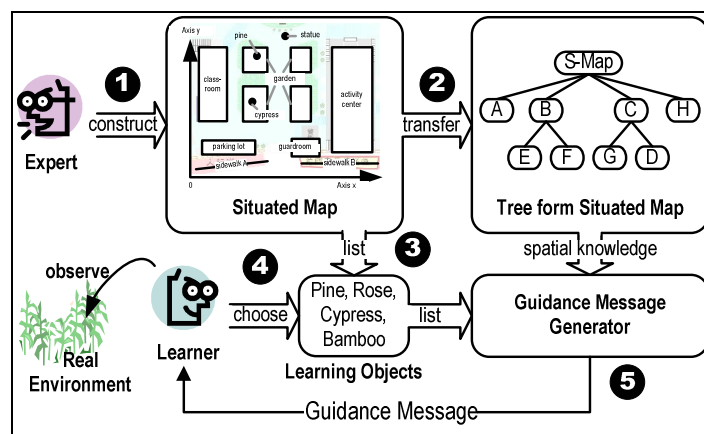 Axis y
pine
statue
class-
room
garden
activity
center
cypress
parking lot
guardroom
sidewalk A
sidewalk B
0
Axis x
Situated Map
1
construct
Expert
2
transfer
S-Map
A
B
C
H
E
F
G
D
Tree form Situated Map
list
3
spatial knowledge
observe
Real
Environment
Learner
4
choose
Pine, Rose,
Cypress,
Bamboo
Learning Objects
list
Guidance Message
Generator
5
Guidance Message